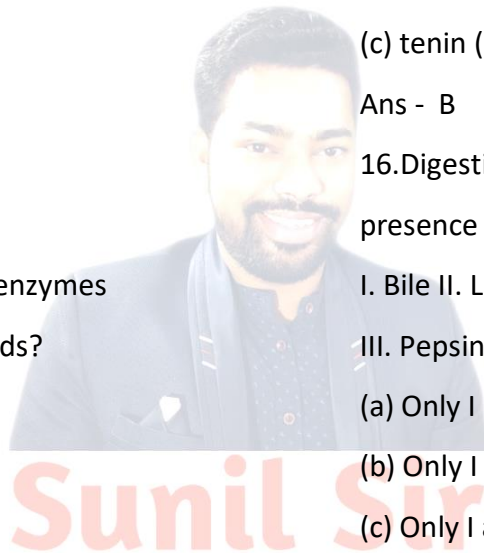 enzymes
ds?
(c) tenin (
Ans - B
16.Digesti
presence
I. Bile II. L
III. Pepsin
(a) Only I
(b) Only I
(c) Only I a
Sunil Sir